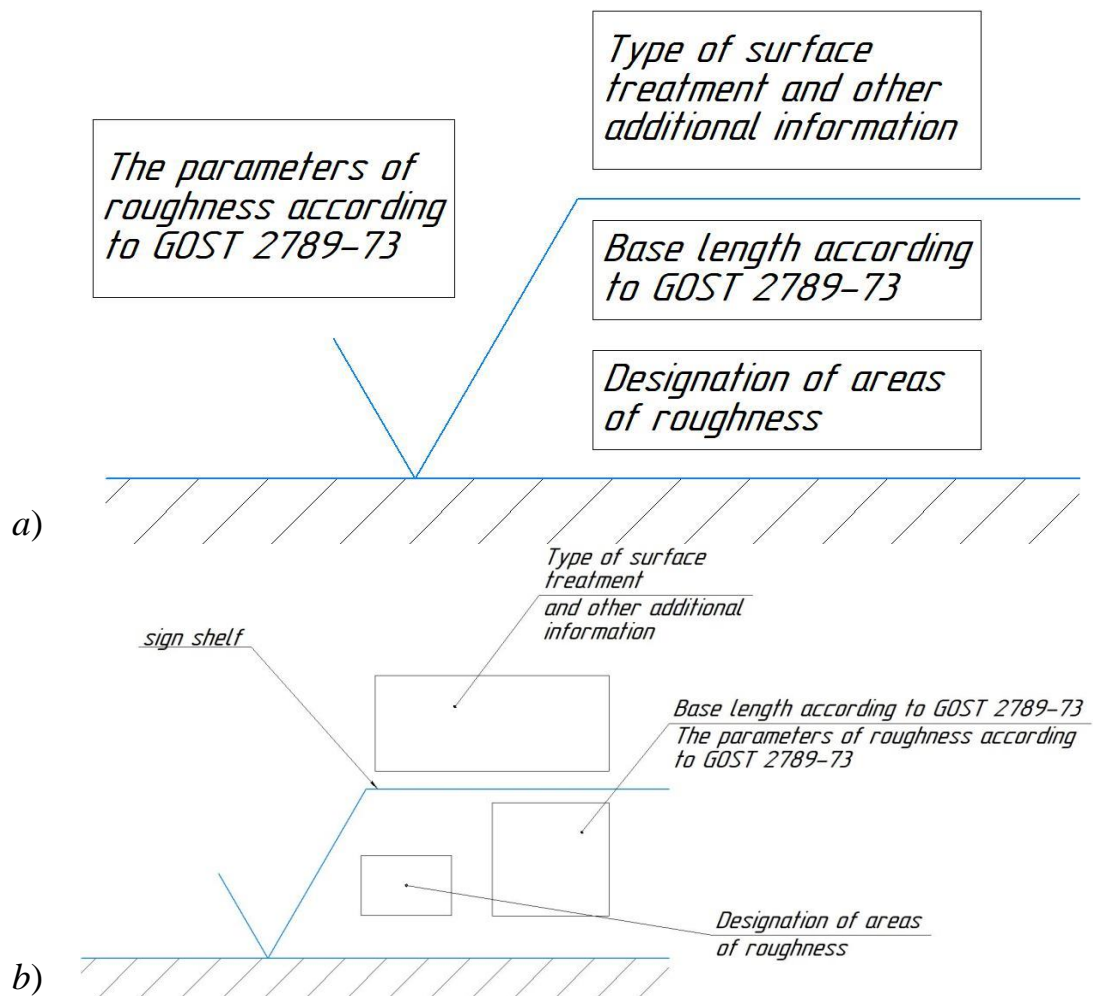 Type of surface
treatment and other
additional information
The parameters of
roughness according
to GOST 2789-73
Base length according
to GOST 2789-73
Designation of areas
of roughness
a)
Type of surface
treatment
and other additional
information
sign shelf
Base length according to GOST 2789-73
The parameters of roughness according
to GOST 2789-73
Designation of areas
of roughness
b)